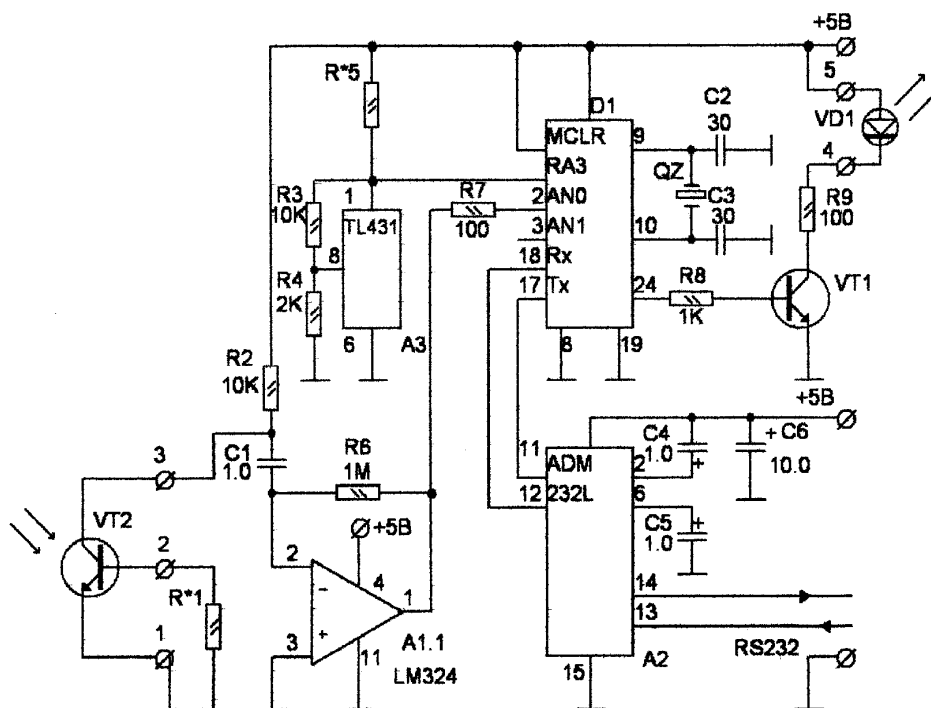 +5В
5
R*5
D1
C2
30
VD1
MCLR
9
4
RA3
QZ
R3
10K
1
R7
2
AN0
C3
R9
100
TL431
100
3
AN1
10
30
8
18
Rx
R4
2K
17
Tx
24
R8
VT1
1K
6
A3
8
19
R2
10K
+5В
C1
1.0
R6
1M
11
ADM
2
C4
1.0
+
+
C6
10.0
3
12
232L
6
VT2
+5В
C5
1.0
+
2
2
4
14
R*1
−
1
13
3
+
A1.1
1
11
LM324
15
A2
RS232